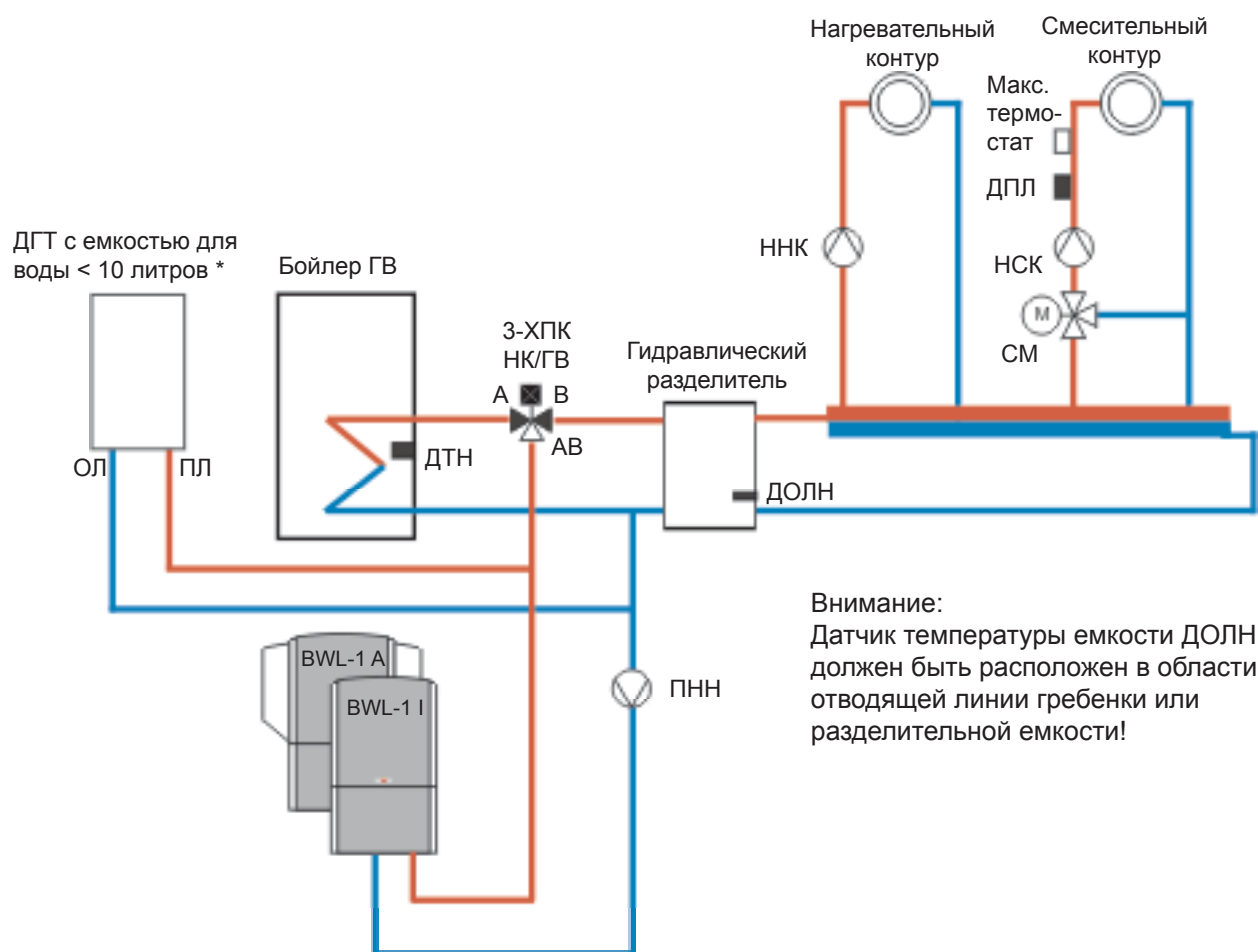 Нагревательный
контур
Смесительный
контур
Макс.
термо-
стат
ДПЛ
ННК
НСК
М
СМ
ДГТ с емкостью для
воды < 10 литров *
Бойлер ГВ
3-ХПК
НК/ГВ
А
В
АВ
Гидравлический
разделитель
ОЛ
ПЛ
ДТН
ДОЛН
BWL-1 A
BWL-1 I
ПНН
Внимание:
Датчик температуры емкости ДОЛН
должен быть расположен в области
отводящей линии гребенки или
разделительной емкости!